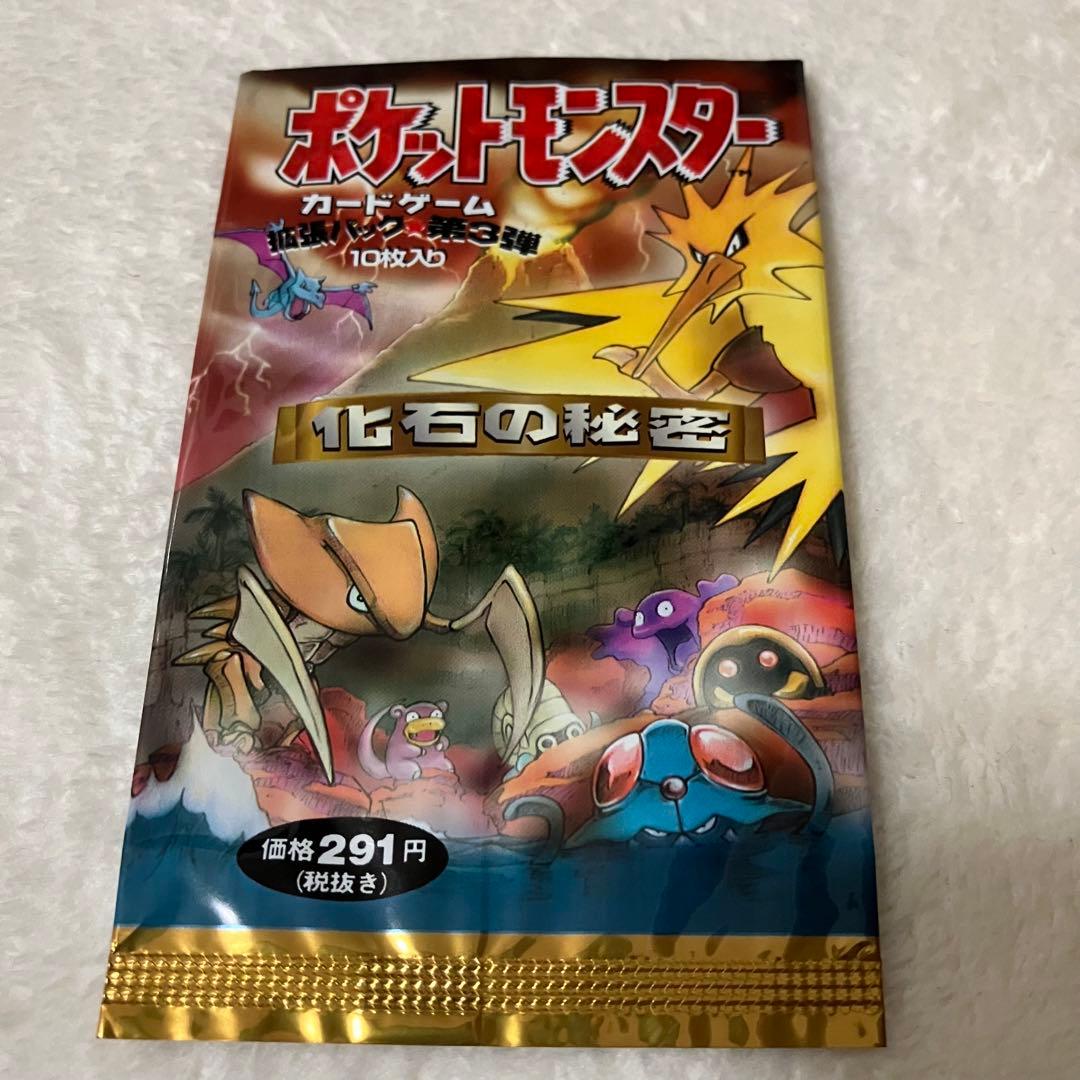 ポケットモンスター
カードゲーム
拡張パック★第3弾
10枚入り
化石の秘密
価格291円
(税抜き)